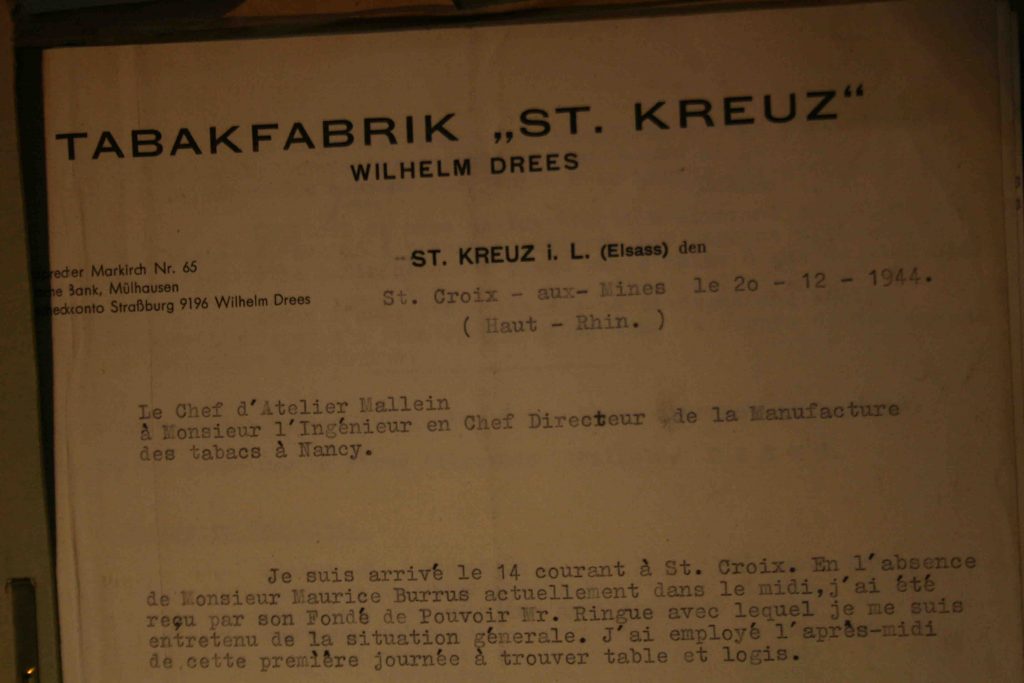 TABAKFABRIK „ST. KREUZ“
WILHELM DREES
ST. KREUZ i. L. (Elsass) den
Markirch Nr. 65
Bank, Mülhausen
Straßburg 9196 Wilhelm Drees
St. Croix - aux- Mines le 20 - 12 - 1944.
( Haut - Rhin. )
Le Chef d'Atelier Mallein
à Monsieur l'Ingénieur en Chef Directeur de la Manufacture
des tabacs à Nancy.
Je suis arrivé le 14 courant à St. Croix. En l'absence
de Monsieur Maurice Burrus actuellement dans le midi, j'ai été
reçu par son Fondé de Pouvoir Mr. Ringue avec lequel je me suis
entretenu de la situation génerale. J'ai employé l'après-midi
de cette première journée à trouver table et logis.